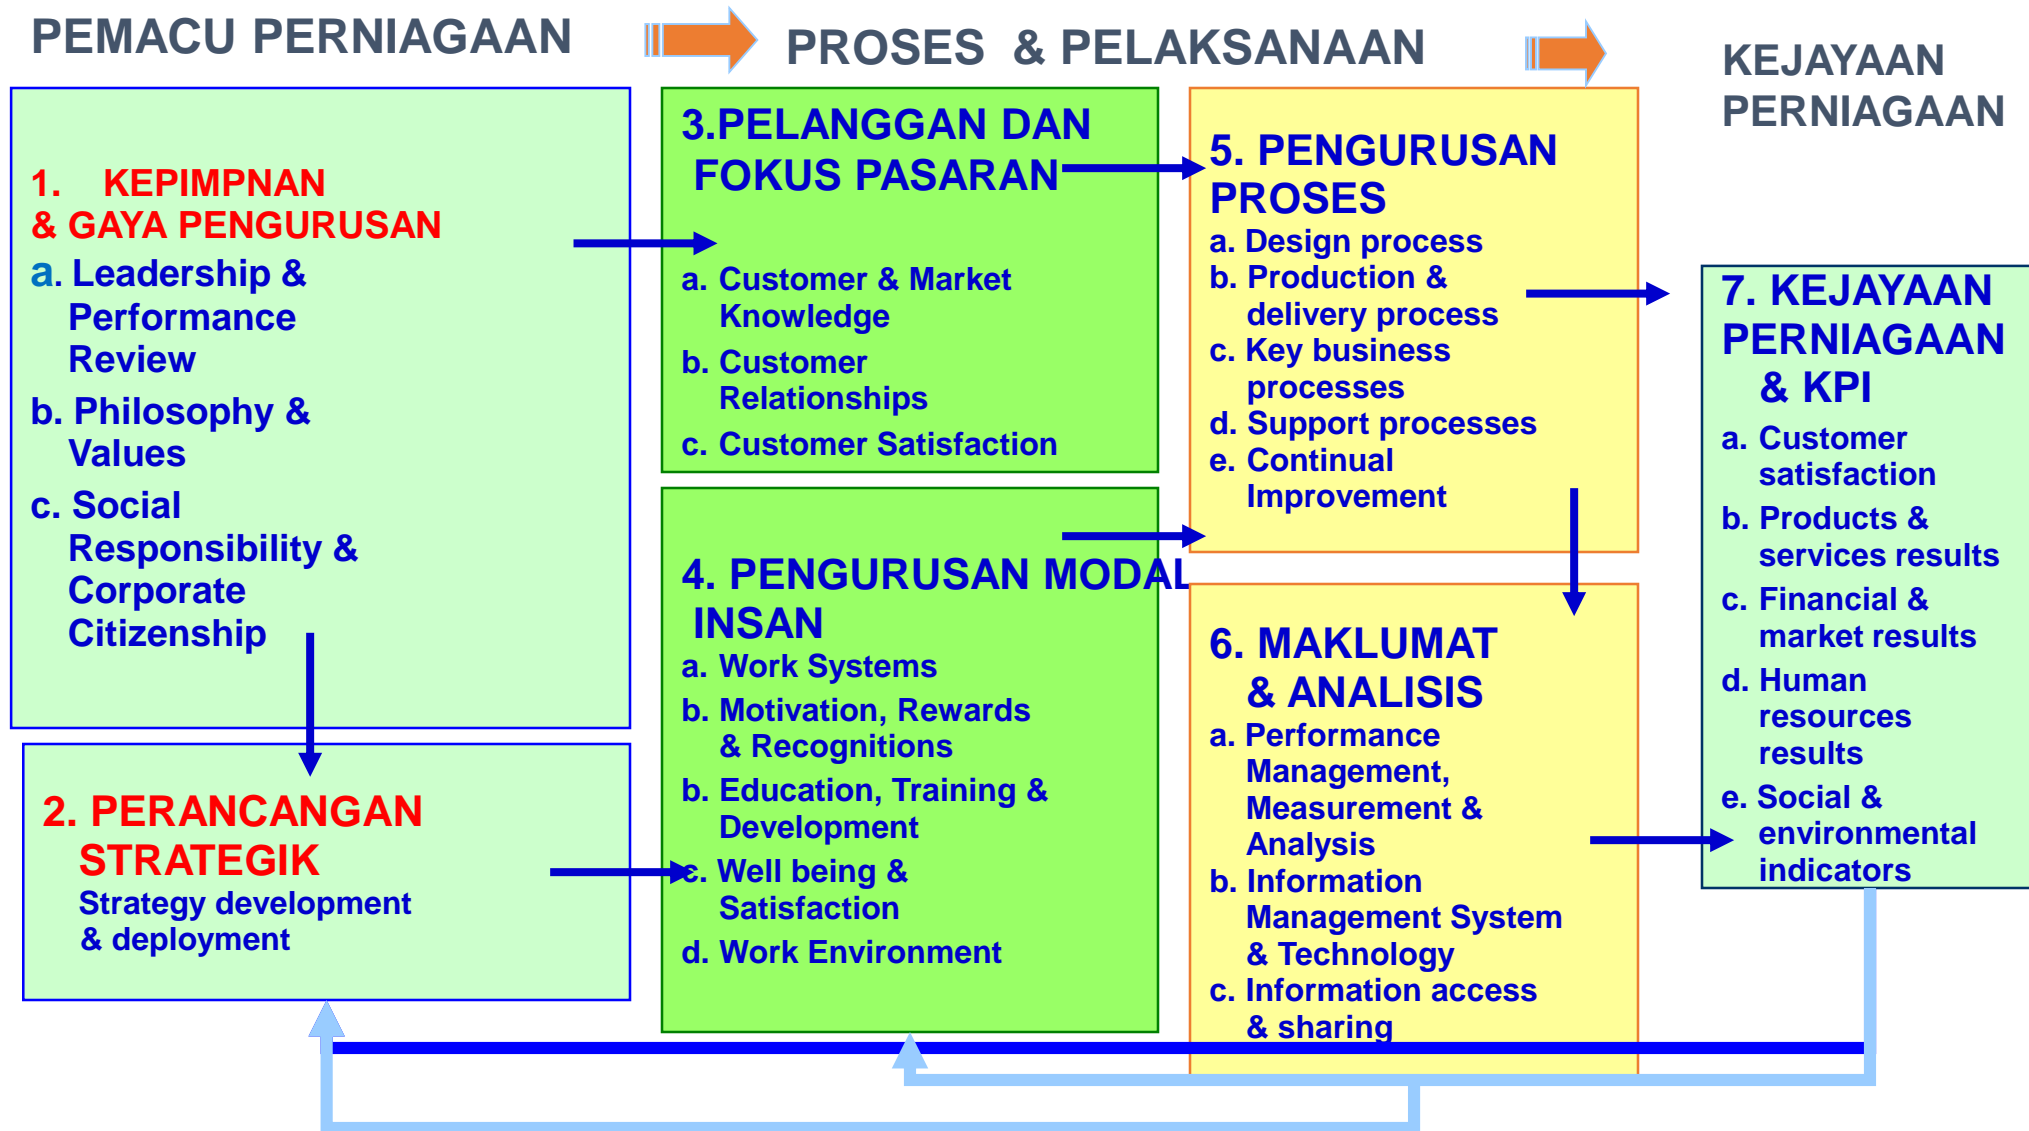 PEMACU PERNIAGAAN
PROSES & PELAKSANAAN
KEJAYAAN
PERNIAGAAN
1. KEPIMPNAN
& GAYA PENGURUSAN
a. Leadership &
Performance
Review
b. Philosophy &
Values
c. Social
Responsibility &
Corporate
Citizenship
2. PERANCANGAN
STRATEGIK
Strategy development
& deployment
3.PELANGGAN DAN
FOKUS PASARAN
a. Customer & Market
Knowledge
b. Customer
Relationships
c. Customer Satisfaction
4. PENGURUSAN MODAL
INSAN
a. Work Systems
b. Motivation, Rewards
& Recognitions
b. Education, Training &
Development
c. Well being &
Satisfaction
d. Work Environment
5. PENGURUSAN
PROSES
a. Design process
b. Production &
delivery process
c. Key business
processes
d. Support processes
e. Continual
Improvement
6. MAKLUMAT
& ANALISIS
a. Performance
Management,
Measurement &
Analysis
b. Information
Management System
& Technology
c. Information access
& sharing
7. KEJAYAAN
PERNIAGAAN
& KPI
a. Customer
satisfaction
b. Products &
services results
c. Financial &
market results
d. Human
resources
results
e. Social &
environmental
indicators